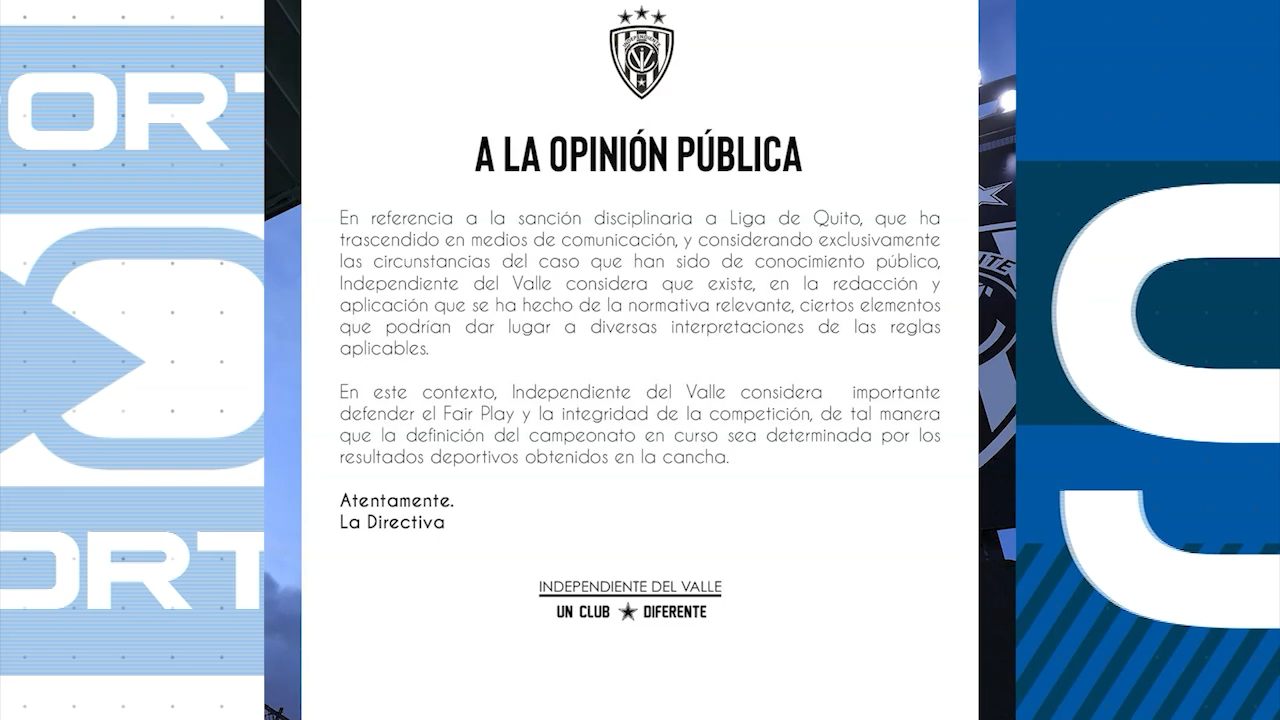 ORT
ORT
INDEPENDIENTE
A LA OPINIÓN PÚBLICA
En referencia a la sanción disciplinaria a Liga de Quito, que ha
trascendido en medios de comunicación, y considerando exclusivamente
las circunstancias del caso que han sido de conocimiento público,
Independiente del Valle considera que existe, en la redacción y
aplicación que se ha hecho de la normativa relevante, ciertos elementos
que podrían dar lugar a diversas interpretaciones de las reglas
aplicables.
En este contexto, Independiente del Valle considera importante
defender el Fair Play y la integridad de la competición, de tal manera
que la definición del campeonato en curso sea determinada por los
resultados deportivos obtenidos en la cancha.
Atentamente.
La Directiva
INDEPENDIENTE DEL VALLE
UN CLUB DIFERENTE
ITE
S